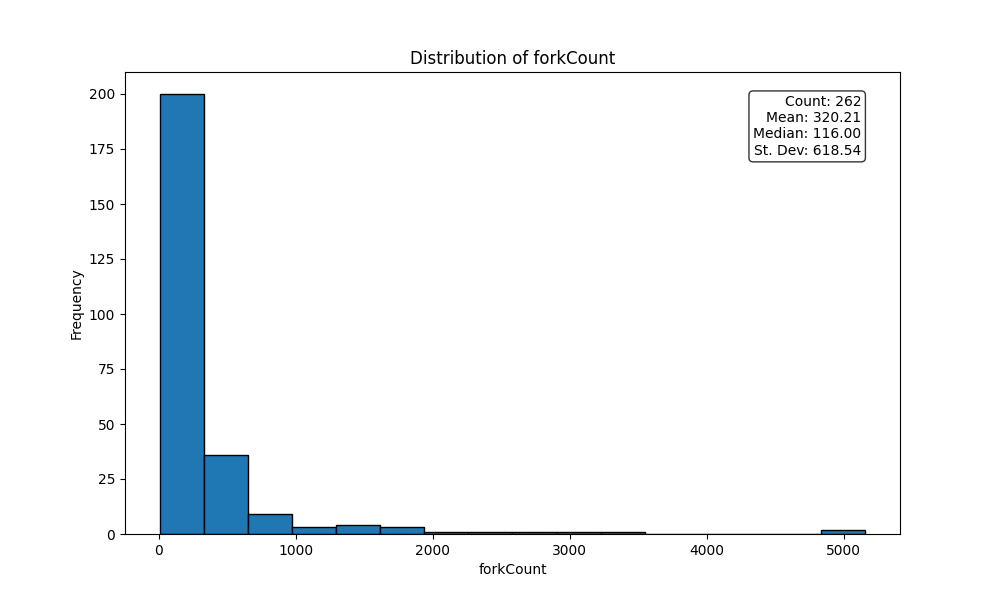 Distribution of forkCount
Count: 262
Mean: 320.21
Median: 116.00
St. Dev: 618.54
200
175
150
125
100
75
50
25
0
Frequency
0 1000 2000 3000 4000 5000
forkCount